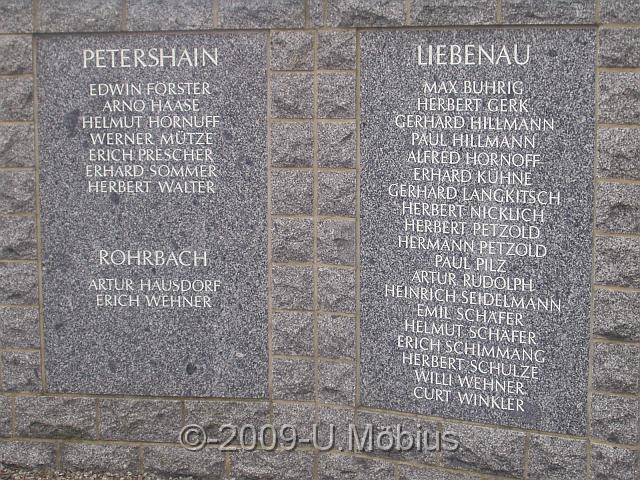 PETERSHAIN
EDWIN FÖRSTER
ARNO HAASE
HELMUT HORNUFF
WERNER MÜTZE
ERICH PRESCHER
ERHARD SOMMER
HERBERT WALTER
ROHRBACH
ARTUR HAUSDORF
ERICH WEHNER
LIEBENAU
MAX BUHRIG
HERBERT GERK
GERHARD HILLMANN
PAUL HILLMANN
ALFRED HORNOFF
ERHARD KÜHNE
GERHARD LANGKITSCH
HERBERT NICKLICH
HERBERT PETZOLD
HERMANN PETZOLD
PAUL PILZ
ARTUR RUDOLPH
HEINRICH SEIDELMANN
EMIL SCHÄFER
HELMUT SCHÄFER
ERICH SCHIMMANG
HERBERT SCHULZE
WILLI WEHNER
CURT WINKLER
©-2009-U.Möbius